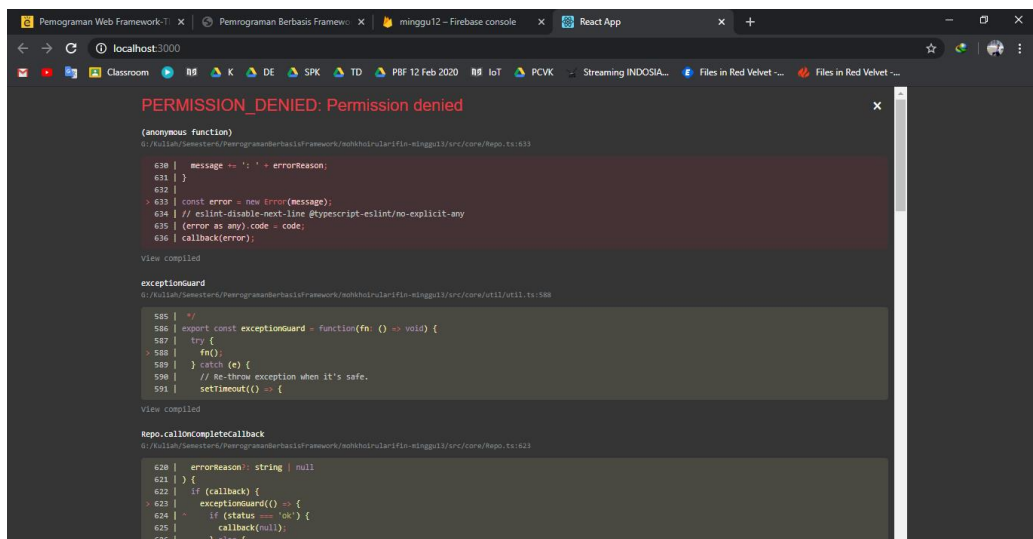 Pemograman Web Framework-TI
Pemrograman Berbasis Framewo
minggu12 – Firebase console
React App
localhost:3000
Classroom
K
DE
SPK
TD
PBF 12 Feb 2020
IoT
PCVK
Streaming INDOSIA...
Files in Red Velvet -...
Files in Red Velvet -...
PERMISSION_DENIED: Permission denied
(anonymous function)
G:/Kuliah/Semester6/PemrogramanBerbasisFramework/mohkhoirularifin-minggu13/src/core/Repo.ts:633
630 | message += ': ' + errorReason;
631 | }
632 |
> 633 | const error = new Error(message);
634 | // eslint-disable-next-line @typescript-eslint/no-explicit-any
635 | (error as any).code = code;
636 | callback(error);
View compiled
exceptionGuard
G:/Kuliah/Semester6/PemrogramanBerbasisFramework/mohkhoirularifin-minggu13/src/core/util/util.ts:588
585 | */
586 | export const exceptionGuard = function(fn: () => void) {
587 | try {
> 588 | fn();
589 | } catch (e) {
590 | // Re-throw exception when it's safe.
591 | setTimeout(() => {
View compiled
Repo.callOnCompleteCallback
G:/Kuliah/Semester6/PemrogramanBerbasisFramework/mohkhoirularifin-minggu13/src/core/Repo.ts:623
620 | errorReason?: string | null
621 | ) {
622 | if (callback) {
> 623 | exceptionGuard(() => {
624 | ^ if (status === 'ok') {
625 | callback(null);
626 | } else {